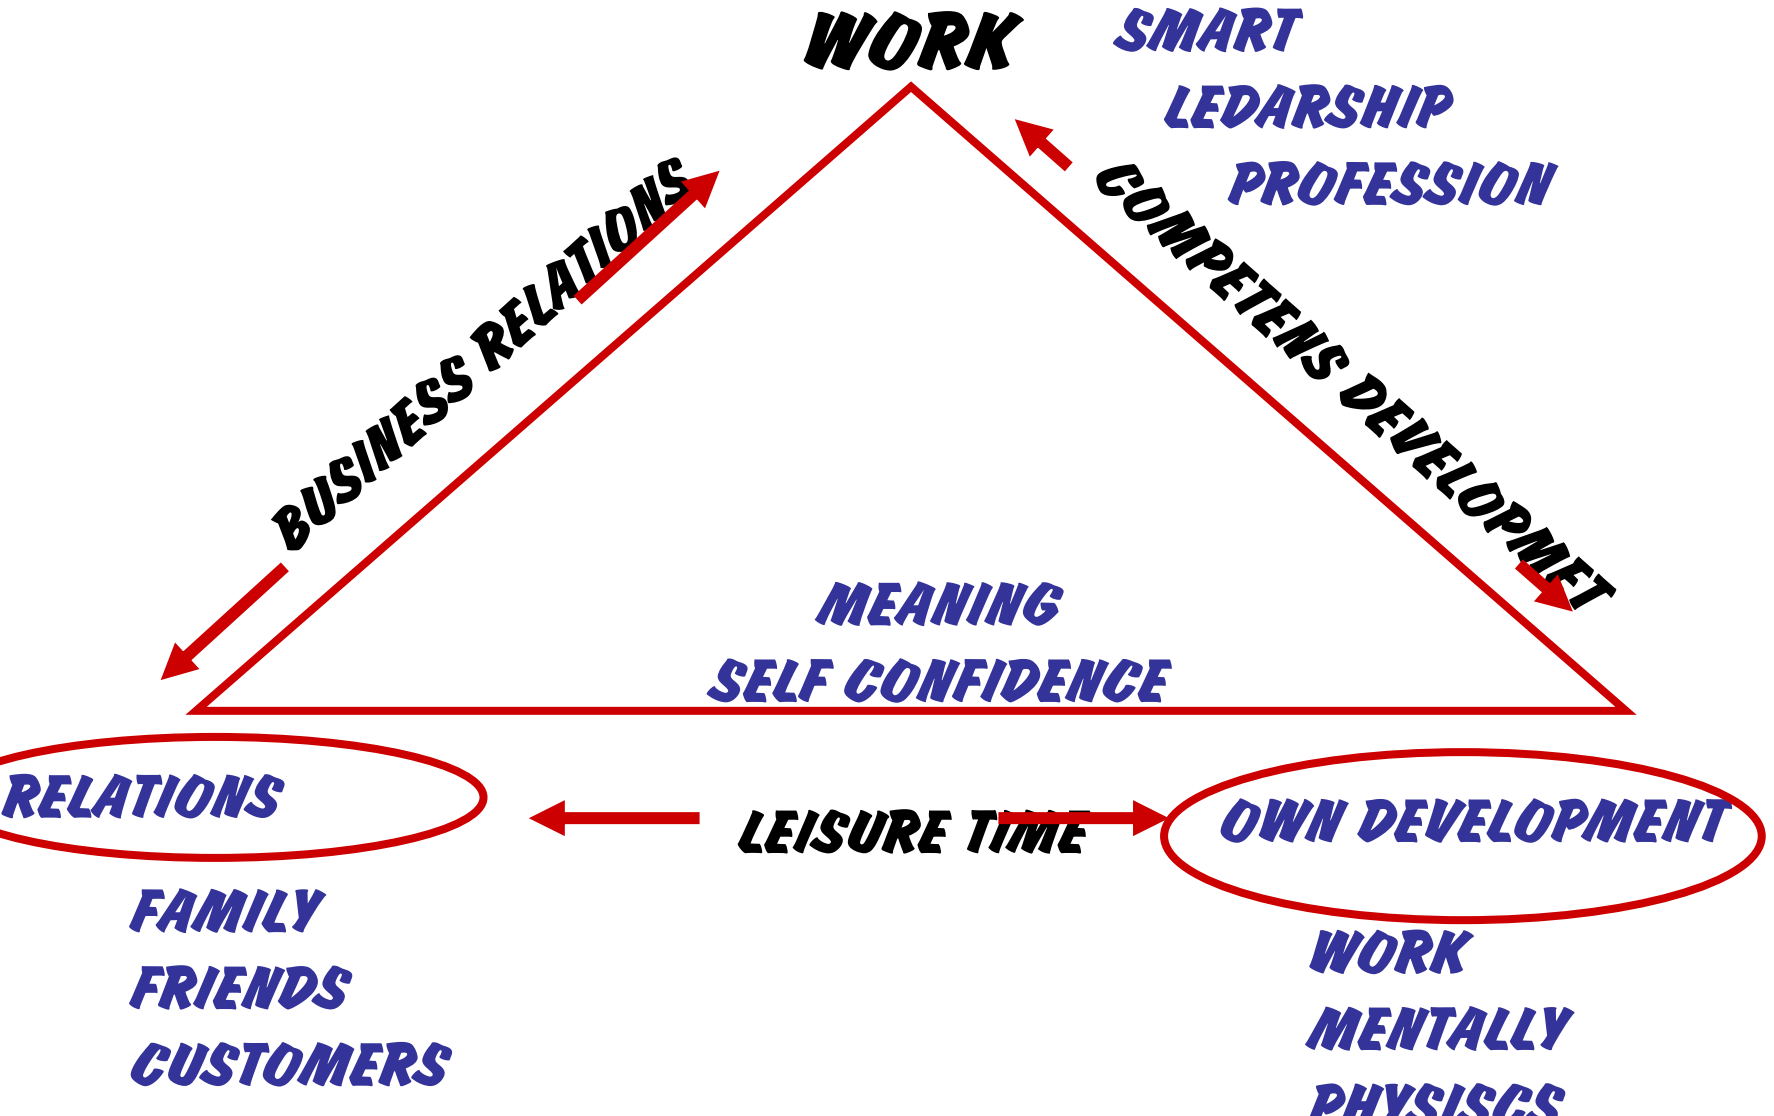 WORK
SMART
LEDARSHIP
PROFESSION
BUSINESS RELATIONS
COMPETENS DEVELOPMET
MEANING
SELF CONFIDENCE
RELATIONS
LEISURE TIME
OWN DEVELOPMENT
FAMILY
FRIENDS
CUSTOMERS
WORK
MENTALLY
PHYSISCS